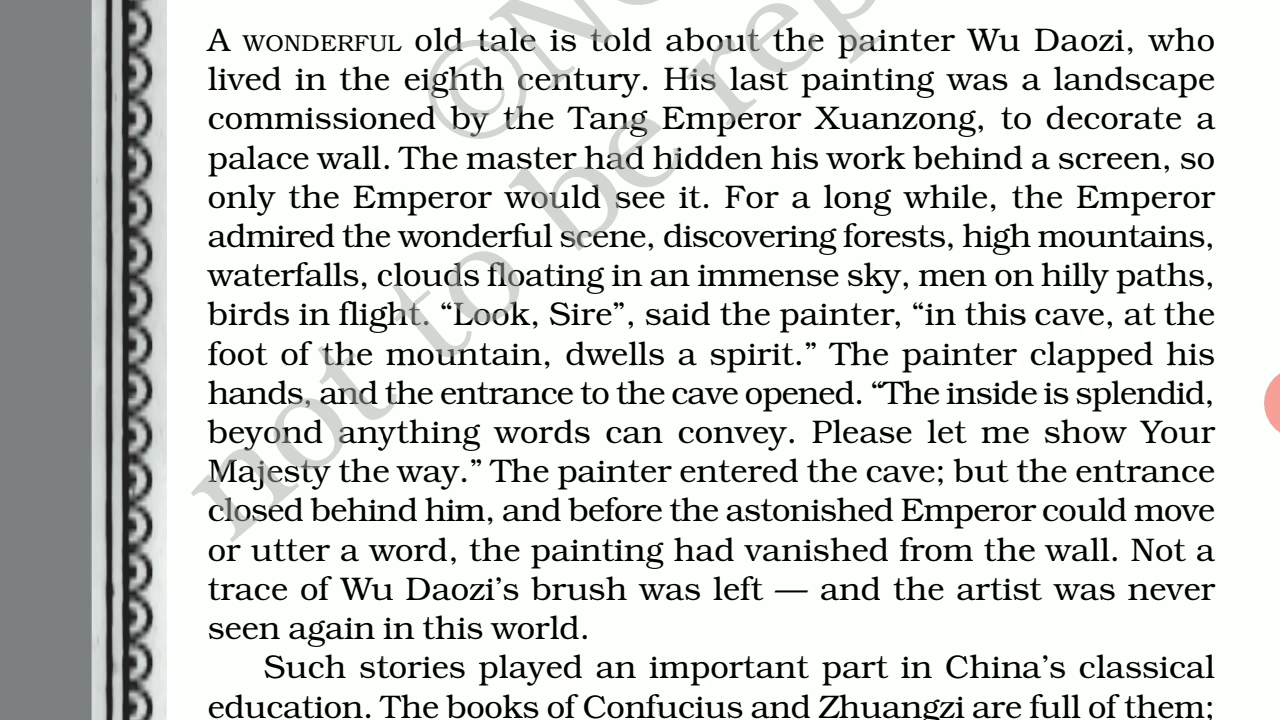 A WONDERFUL old tale is told about the painter Wu Daozi, who
lived in the eighth century. His last painting was a landscape
commissioned by the Tang Emperor Xuanzong, to decorate a
palace wall. The master had hidden his work behind a screen, so
only the Emperor would see it. For a long while, the Emperor
admired the wonderful scene, discovering forests, high mountains,
waterfalls, clouds floating in an immense sky, men on hilly paths,
birds in flight. “Look, Sire”, said the painter, “in this cave, at the
foot of the mountain, dwells a spirit.” The painter clapped his
hands, and the entrance to the cave opened. “The inside is splendid,
beyond anything words can convey. Please let me show Your
Majesty the way.” The painter entered the cave; but the entrance
closed behind him, and before the astonished Emperor could move
or utter a word, the painting had vanished from the wall. Not a
trace of Wu Daozi’s brush was left — and the artist was never
seen again in this world.
Such stories played an important part in China’s classical
education. The books of Confucius and Zhuangzi are full of them;
not to be